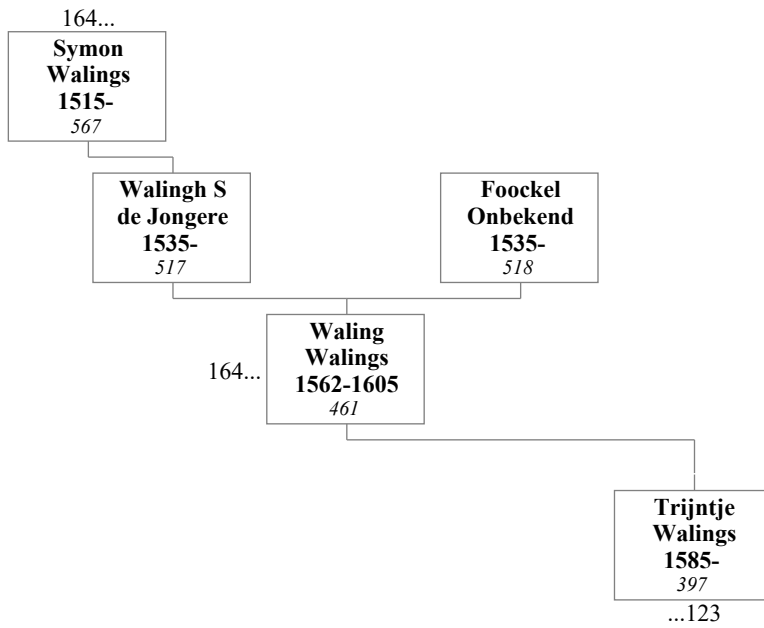 164...
Symon
Walings
1515-
567
Walingh S
de Jongere
1535-
517
Foockel
Onbekend
1535-
518
164...
Waling
Walings
1562-1605
461
Trijntje
Walings
1585-
397
...123